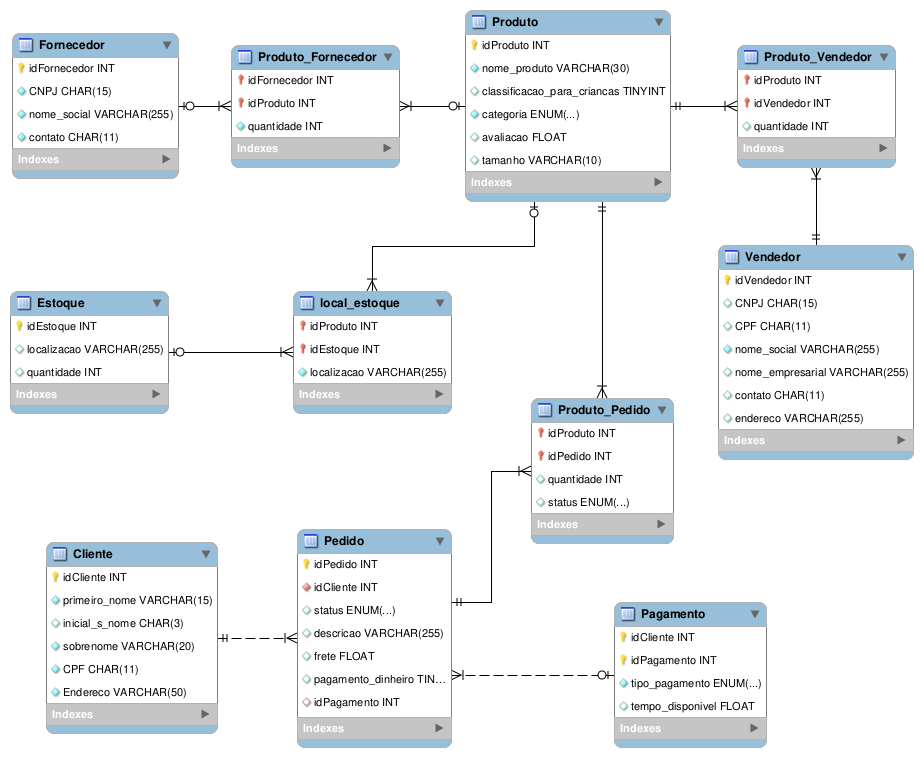 Fornecedor
idFornecedor INT
CNPJ CHAR(15)
nome_social VARCHAR(255)
contato CHAR(11)
Indexes
Produto_Fornecedor
idFornecedor INT
idProduto INT
quantidade INT
Indexes
Produto
idProduto INT
nome_produto VARCHAR(30)
classificacao_para_criancas TINYINT
categoria ENUM(...)
avaliacao FLOAT
tamanho VARCHAR(10)
Indexes
Produto_Vendedor
idProduto INT
idVendedor INT
quantidade INT
Indexes
Estoque
idEstoque INT
localizacao VARCHAR(255)
quantidade INT
Indexes
local_estoque
idProduto INT
idEstoque INT
localizacao VARCHAR(255)
Indexes
Vendedor
idVendedor INT
CNPJ CHAR(15)
CPF CHAR(11)
nome_social VARCHAR(255)
nome_empresarial VARCHAR(255)
contato CHAR(11)
endereco VARCHAR(255)
Indexes
Produto_Pedido
idProduto INT
idPedido INT
quantidade INT
status ENUM(...)
Indexes
Cliente
idCliente INT
primeiro_nome VARCHAR(15)
inicial_s_nome CHAR(3)
sobrenome VARCHAR(20)
CPF CHAR(11)
Endereco VARCHAR(50)
Indexes
Pedido
idPedido INT
idCliente INT
status ENUM(...)
descricao VARCHAR(255)
frete FLOAT
pagamento_dinheiro TIN...
idPagamento INT
Indexes
Pagamento
idCliente INT
idPagamento INT
tipo_pagamento ENUM(...)
tempo_disponivel FLOAT
Indexes